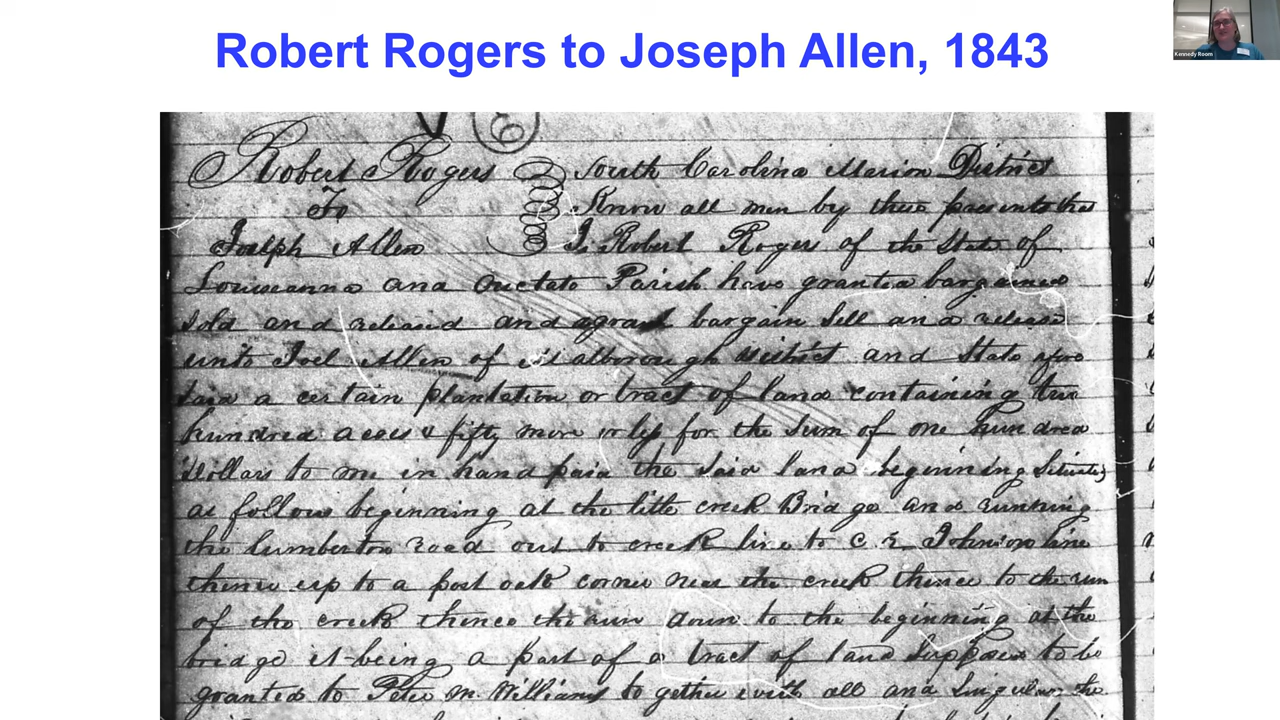 Robert Rogers to Joseph Allen, 1843
Kennedy Room
Robert Rogers South Carolina Marion District
To Know all men by these presents that
Joseph Allen I Robert Rogers of the State of
Louiseanna and Parish have granted bargained
Sold and released and bargain Sell and release
unto Joel Allen of District and State afore
said a certain plantation or tract of land containing two
hundred acres & fifty more or less for the Sum of one hundred
Dollars to me in hand paid the Said land beginning
as follows beginning at the little creek Bridge and running
the lumberton road out to creek line to C. Johnson line
thence up to a post oak corner near the creek thence to the run
of the creek thence the run down to the beginning at the
bridge it being a part of a tract of land Supposed to be
granted to Peter M. Williams to gether with all and Singular the